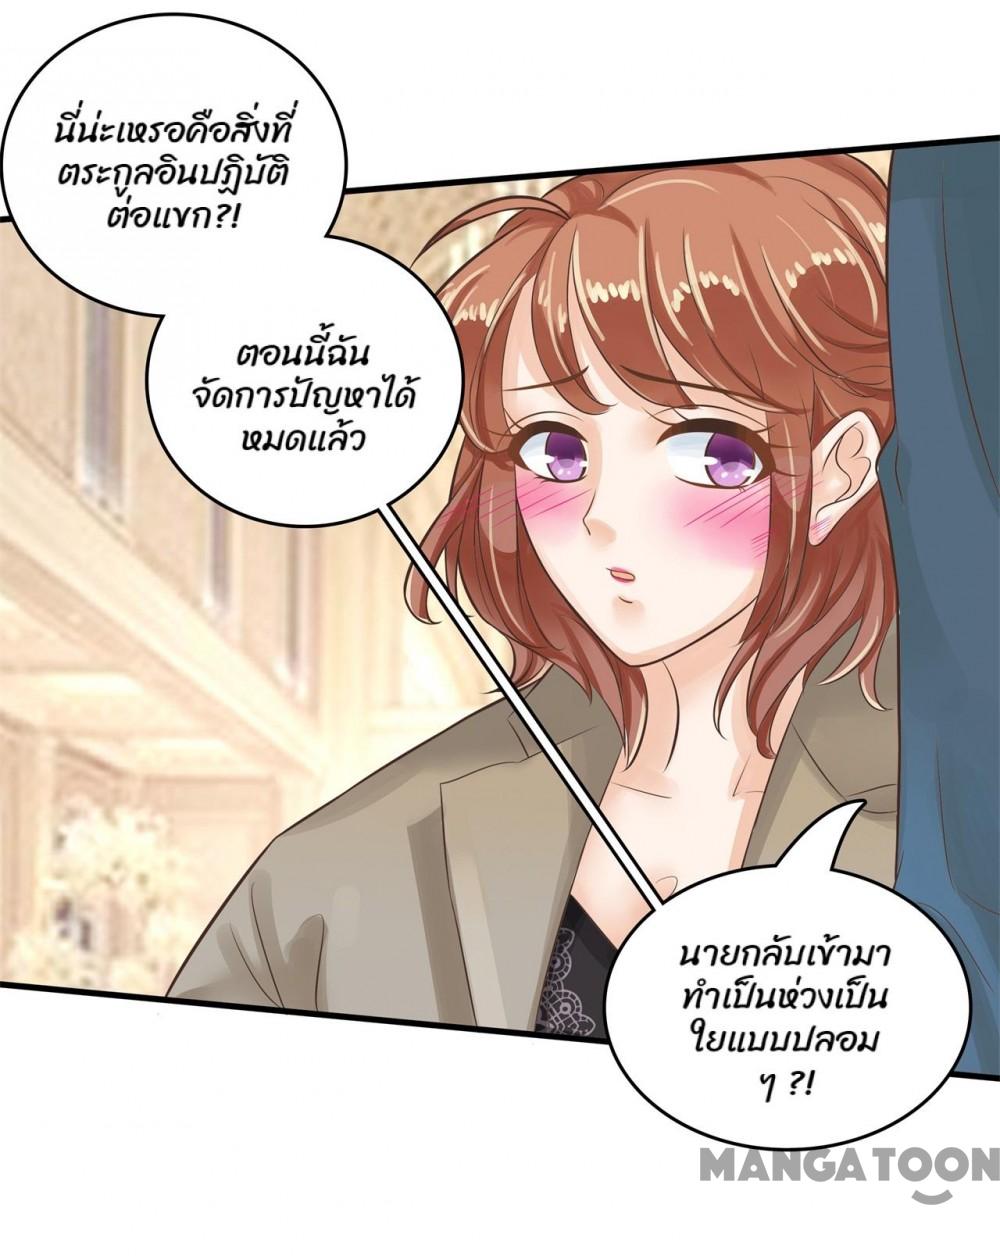 นี่น่ะเหรอคือสิ่งที่
ตระกูลอินปฏิบัติ
ต่อแขก?!
ตอนนี้ฉัน
จัดการปัญหาได้
หมดแล้ว
นายกลับเข้ามา
ทำเป็นห่วงเป็น
ใยแบบปลอม
ๆ ?!
MANGATOON